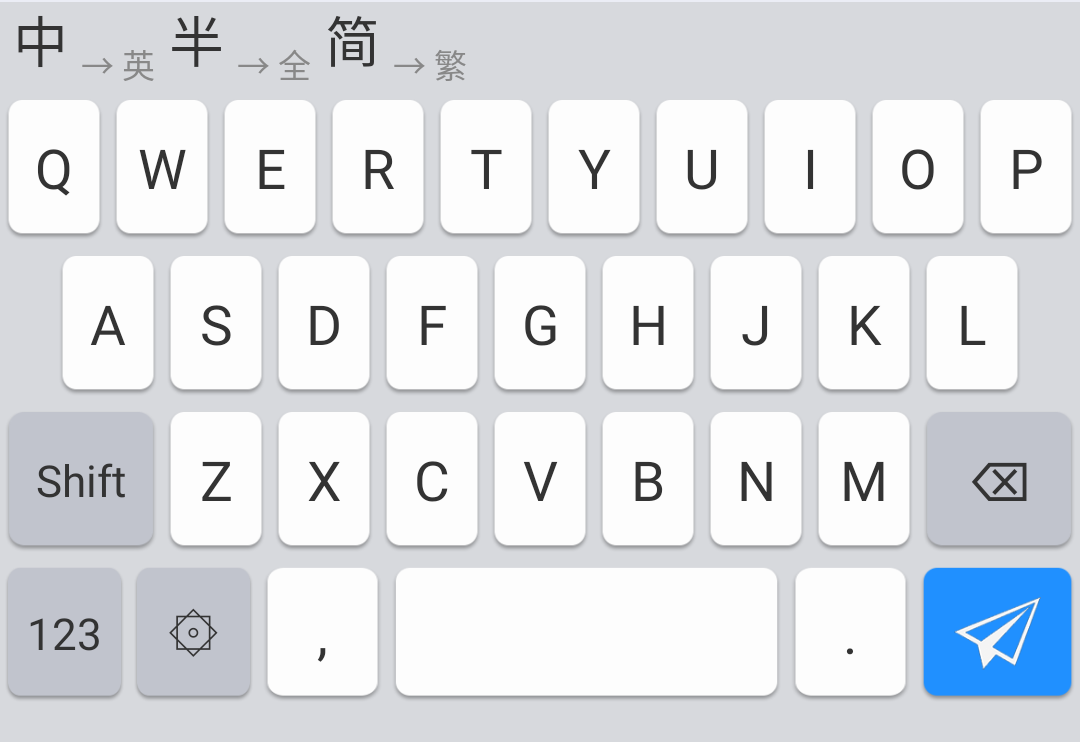 中 → 英 半 → 全 简 → 繁
Q W E R T Y U I O P
A S D F G H J K L
Shift Z X C V B N M
123 , .